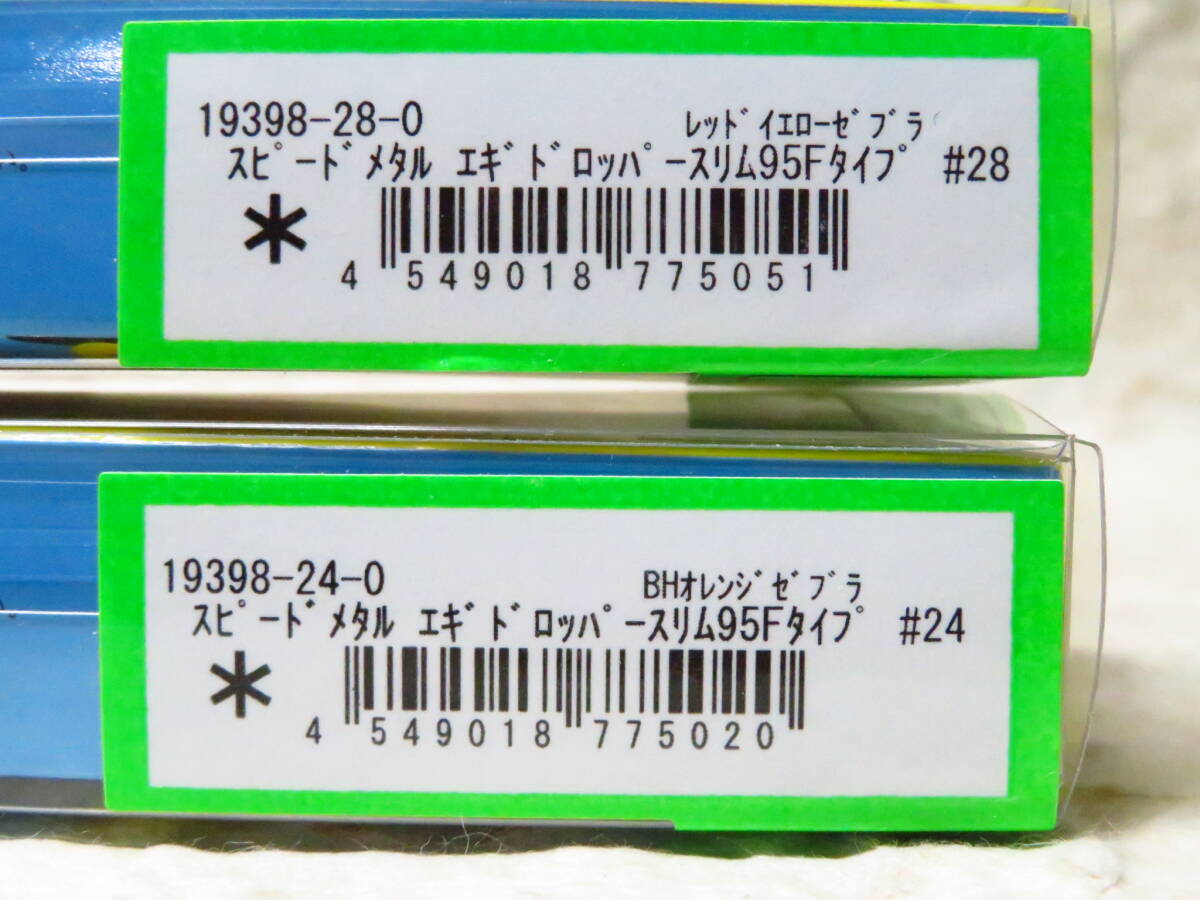 19398-28-0 ﾚｯﾄﾞｲｴﾛｰｾﾞﾌﾞﾗ
ｽﾋﾟｰﾄﾞﾒﾀﾙ ｴｷﾞﾄﾞﾛｯﾊﾟｰｽﾘﾑ95Fﾀｲﾌﾟ #28
*
4 549018 775051
19398-24-0 BHｵﾚﾝｼﾞｾﾞﾌﾞﾗ
ｽﾋﾟｰﾄﾞﾒﾀﾙ ｴｷﾞﾄﾞﾛｯﾊﾟｰｽﾘﾑ95Fﾀｲﾌﾟ #24
*
4 549018 775020